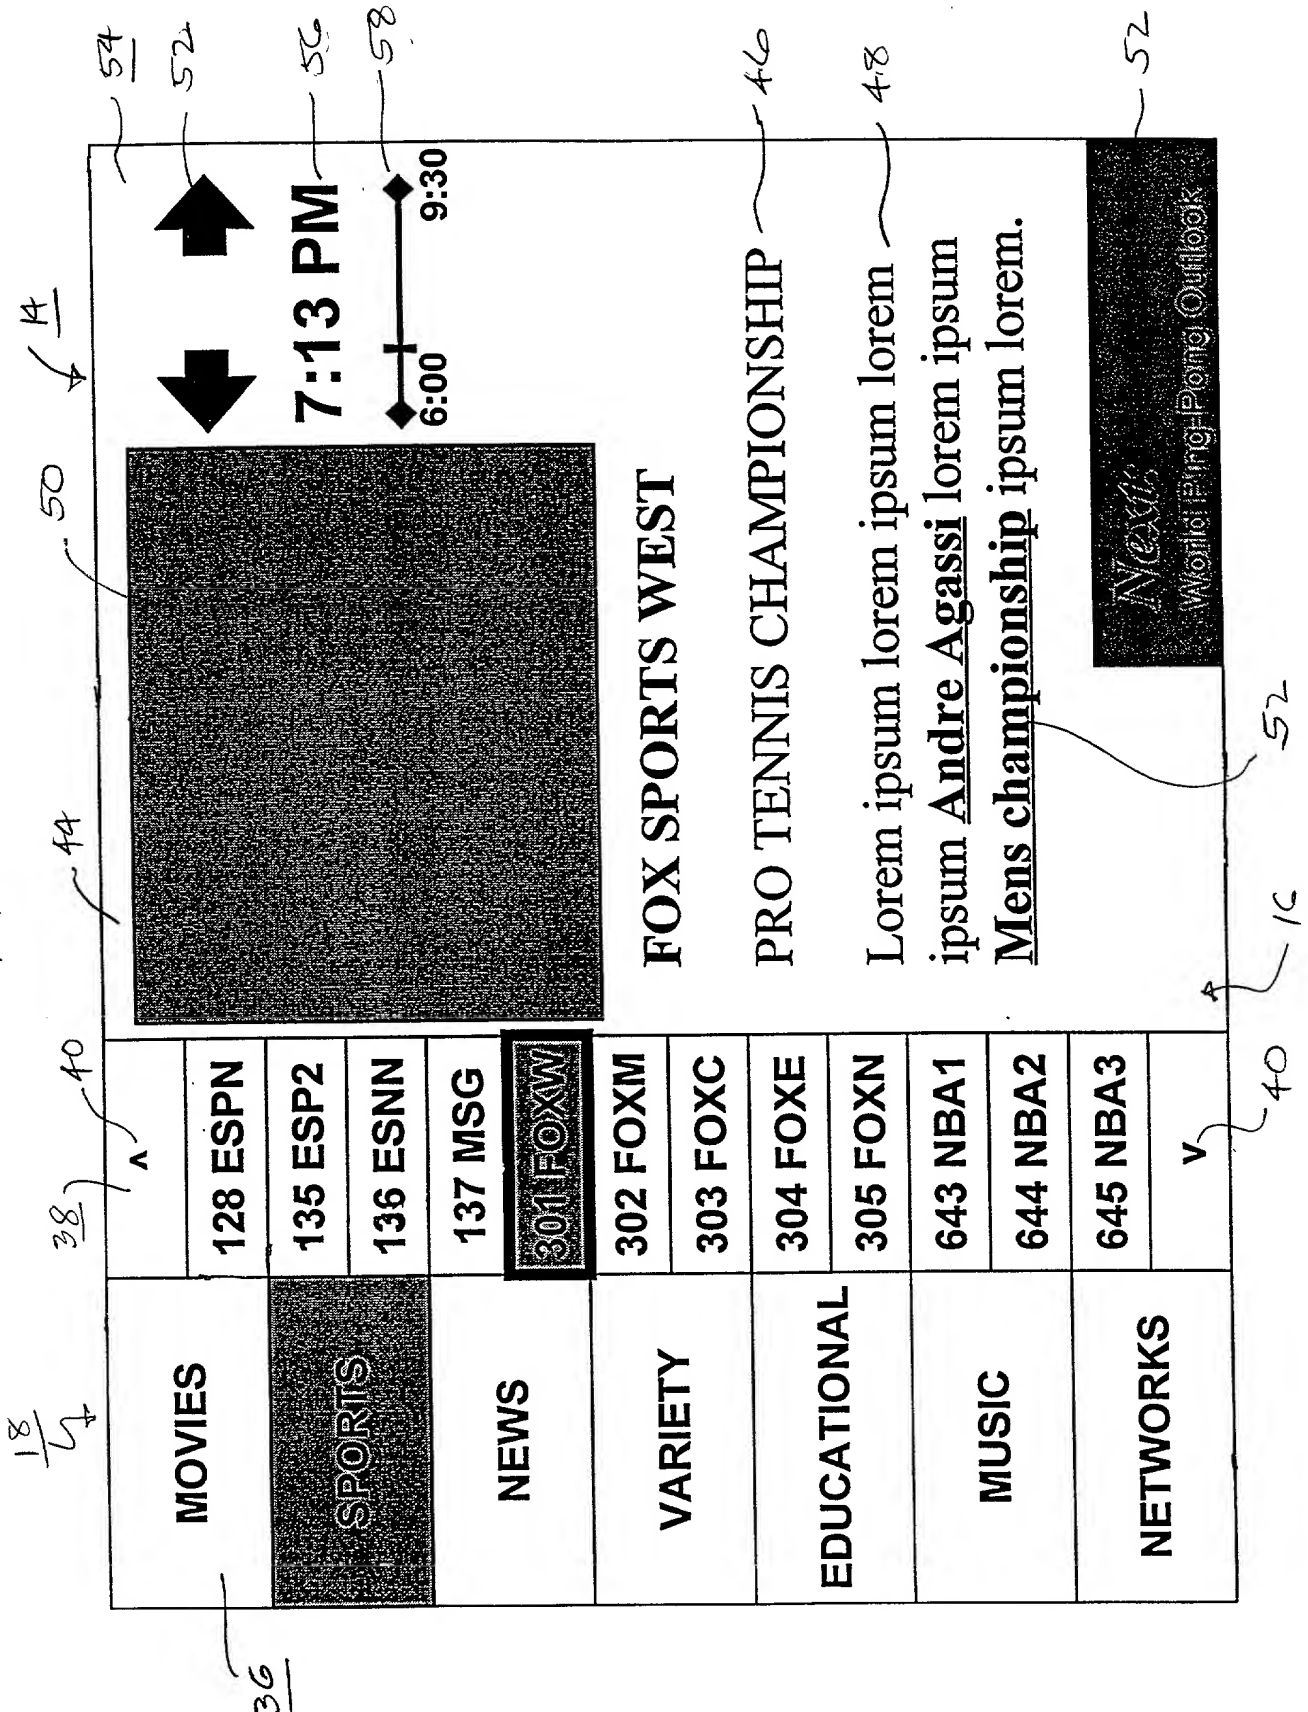 18
14
36
38
40
44
50
54
52
56
58
46
48
52
52
16
40
MOVIES
SPORTS
NEWS
VARIETY
EDUCATIONAL
MUSIC
NETWORKS
^
128 ESPN
135 ESP2
136 ESNN
137 MSG
301 FOXW
302 FOXM
303 FOXC
304 FOXE
305 FOXN
643 NBA1
644 NBA2
645 NBA3
v
7:13 PM
6:00 9:30
FOX SPORTS WEST
PRO TENNIS CHAMPIONSHIP
Lorem ipsum lorem ipsum lorem
ipsum Andre Agassi lorem ipsum
Mens championship ipsum lorem.
Next:
World Ping-Pong Outlook